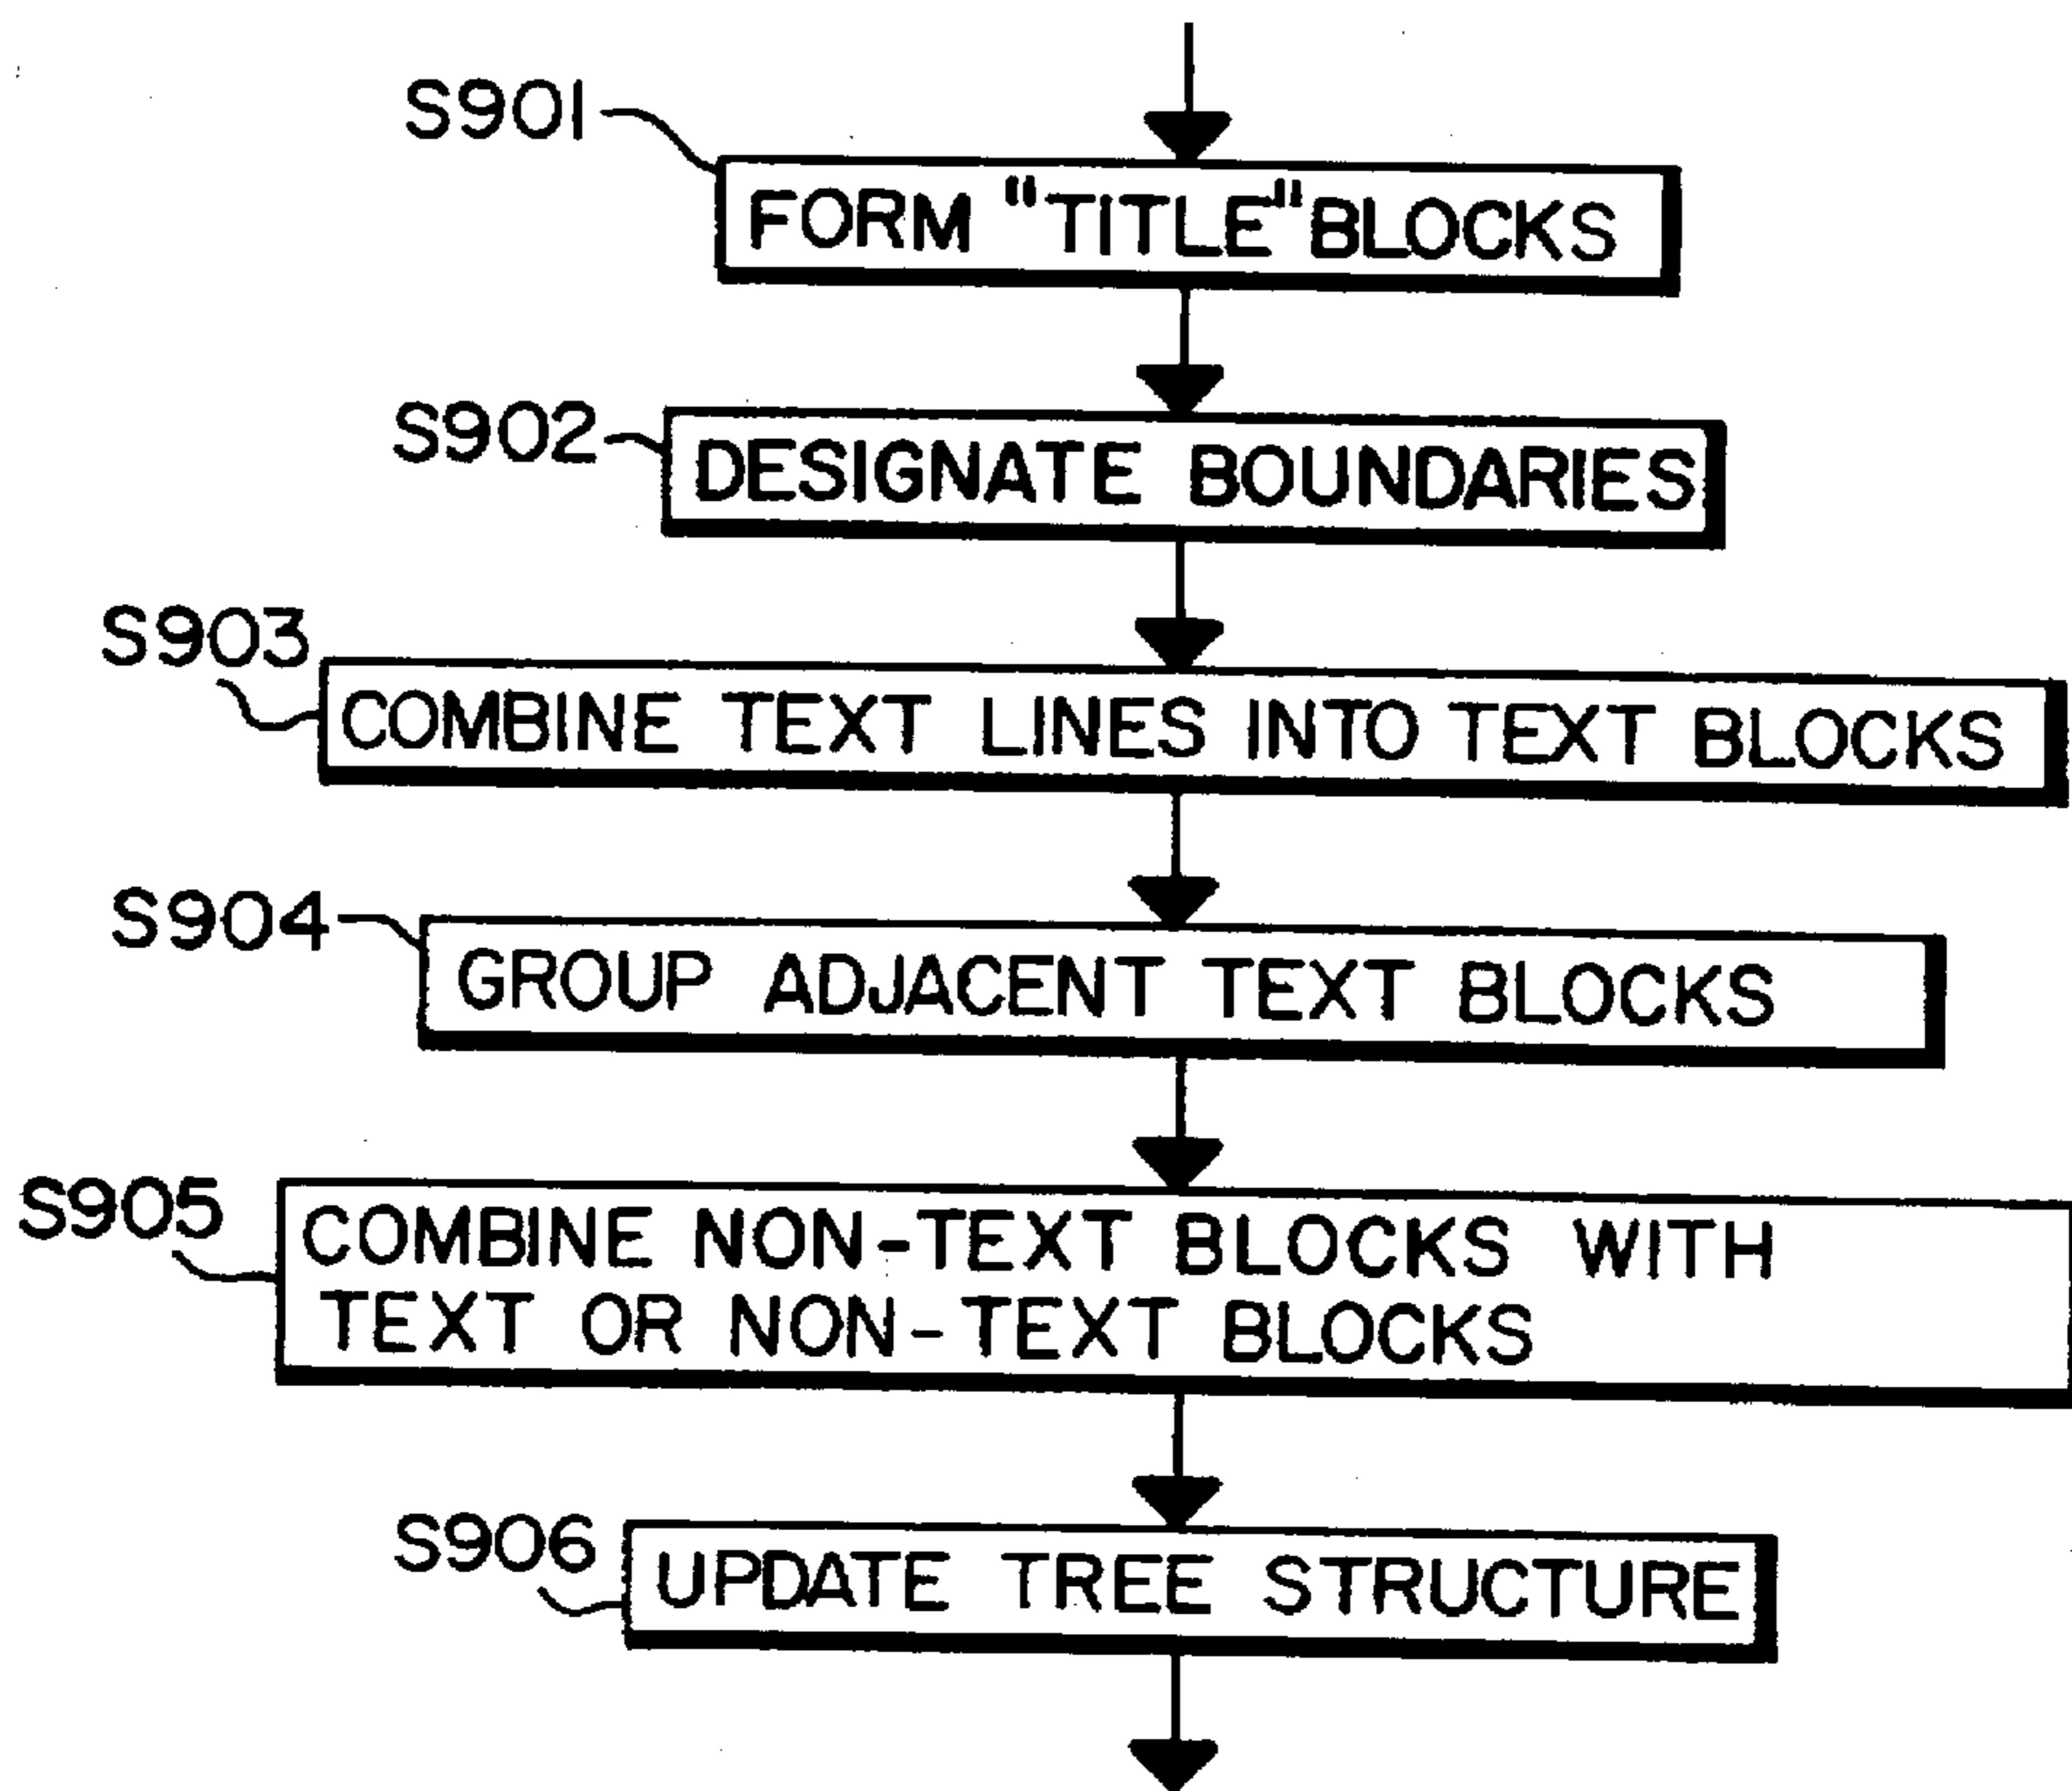 S901
FORM "TITLE" BLOCKS
S902
DESIGNATE BOUNDARIES
S903
COMBINE TEXT LINES INTO TEXT BLOCKS
S904
GROUP ADJACENT TEXT BLOCKS
S905
COMBINE NON-TEXT BLOCKS WITH
TEXT OR NON-TEXT BLOCKS
S906
UPDATE TREE STRUCTURE